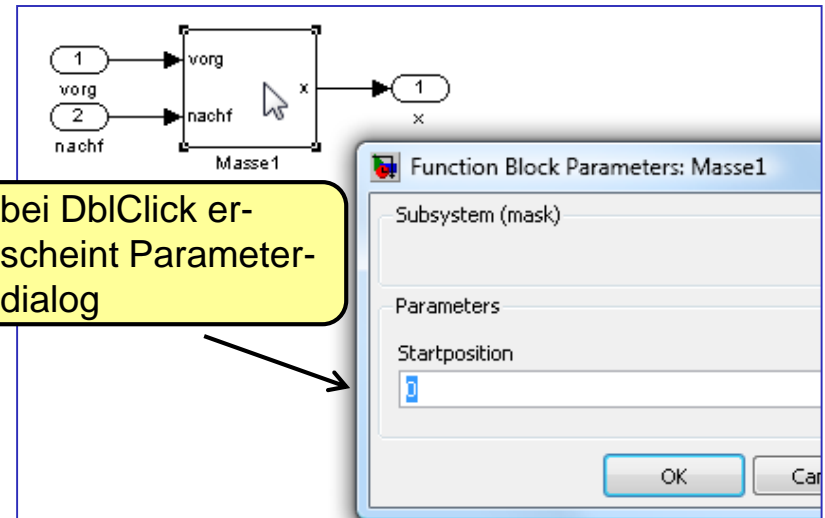 1
vorg
2
nachf
vorg
nachf
x
Masse1
1
x
bei DblClick er-
scheint Parameter-
dialog
Function Block Parameters: Masse1
Subsystem (mask)
Parameters
Startposition
0
OK